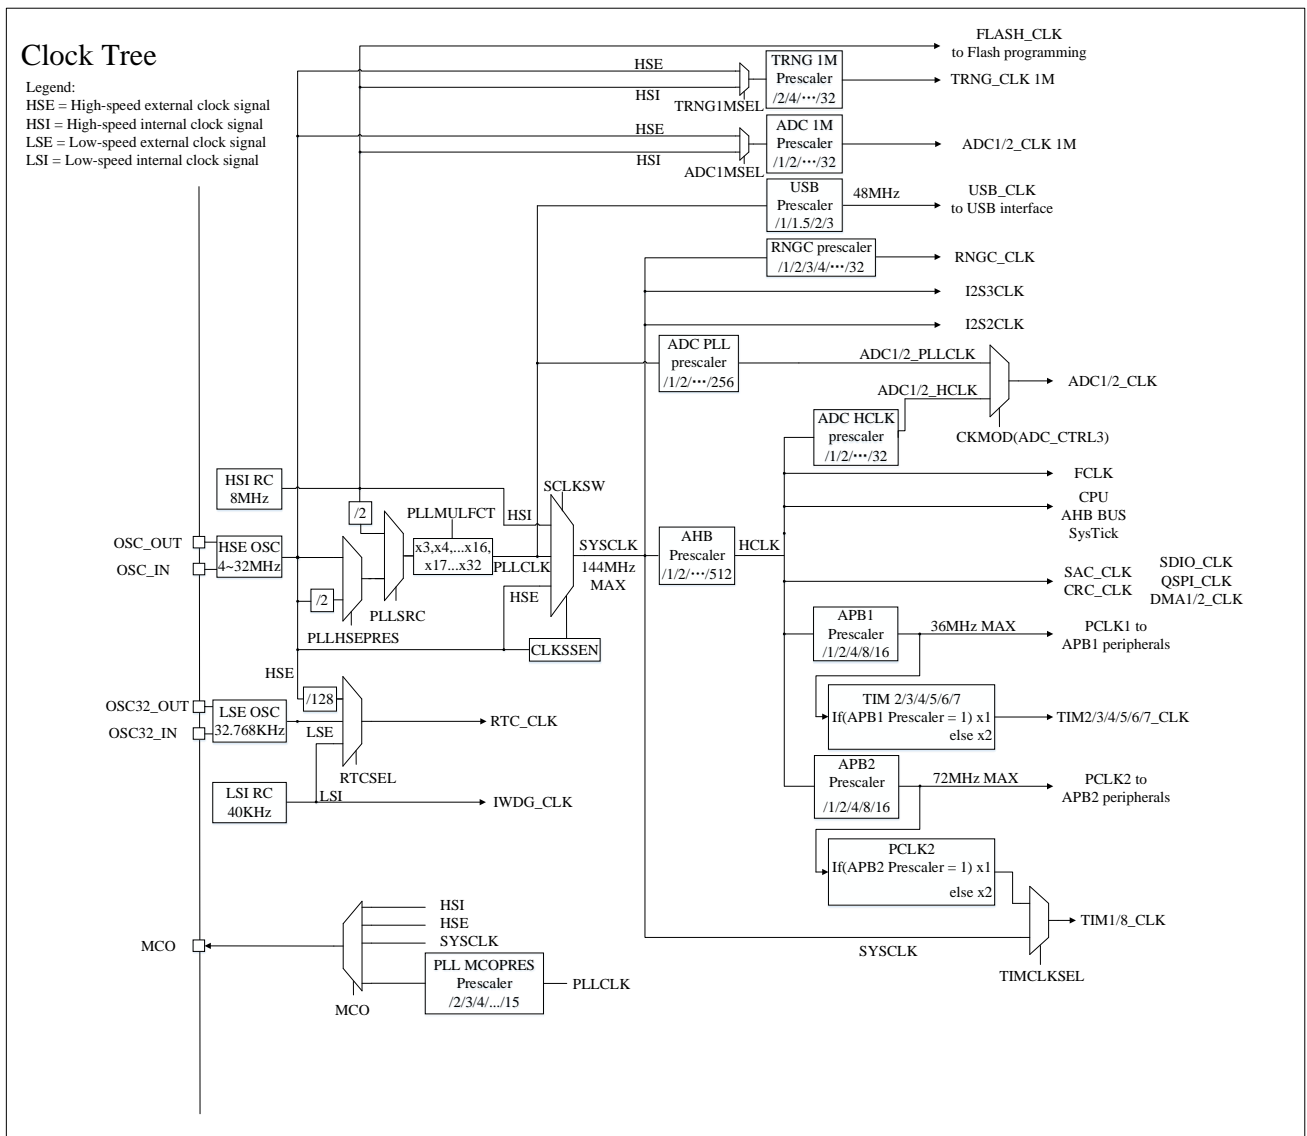 Clock Tree
Legend:
HSE = High-speed external clock signal
HSI = High-speed internal clock signal
LSE = Low-speed external clock signal
LSI = Low-speed internal clock signal
FLASH_CLK
to Flash programming
HSE
HSI
TRNG1MSEL
TRNG 1M
Prescaler
/2/4/···/32
TRNG_CLK 1M
HSE
HSI
ADC1MSEL
ADC 1M
Prescaler
/1/2/···/32
ADC1/2_CLK 1M
USB
Prescaler
/1/1.5/2/3
48MHz
USB_CLK
to USB interface
RNGC prescaler
/1/2/3/4/···/32
RNGC_CLK
I2S3CLK
I2S2CLK
ADC PLL
prescaler
/1/2/···/256
ADC1/2_PLLCLK
ADC1/2_HCLK
ADC1/2_CLK
CKMOD(ADC_CTRL3)
ADC HCLK
prescaler
/1/2/···/32
FCLK
CPU
AHB BUS
SysTick
HSI RC
8MHz
/2
PLLMULFCT
HSI
SCLKSW
OSC_OUT
OSC_IN
HSE OSC
4~32MHz
x3,x4,...x16,
x17...x32
PLLCLK
SYSCLK
144MHz
MAX
AHB
Prescaler
/1/2/···/512
HCLK
SAC_CLK
CRC_CLK
SDIO_CLK
QSPI_CLK
DMA1/2_CLK
/2
PLLSRC
PLLHSEPRES
HSE
CLKSSEN
APB1
Prescaler
/1/2/4/8/16
36MHz MAX
PCLK1 to
APB1 peripherals
HSE
/128
OSC32_OUT
OSC32_IN
LSE OSC
32.768KHz
LSE
RTC_CLK
RTCSEL
TIM 2/3/4/5/6/7
If(APB1 Prescaler = 1) x1
else x2
TIM2/3/4/5/6/7_CLK
LSI RC
40KHz
LSI
IWDG_CLK
APB2
Prescaler
/1/2/4/8/16
72MHz MAX
PCLK2 to
APB2 peripherals
PCLK2
If(APB2 Prescaler = 1) x1
else x2
TIM1/8_CLK
SYSCLK
TIMCLKSEL
HSI
HSE
SYSCLK
MCO
PLL MCOPRES
Prescaler
/2/3/4/.../15
PLLCLK
MCO